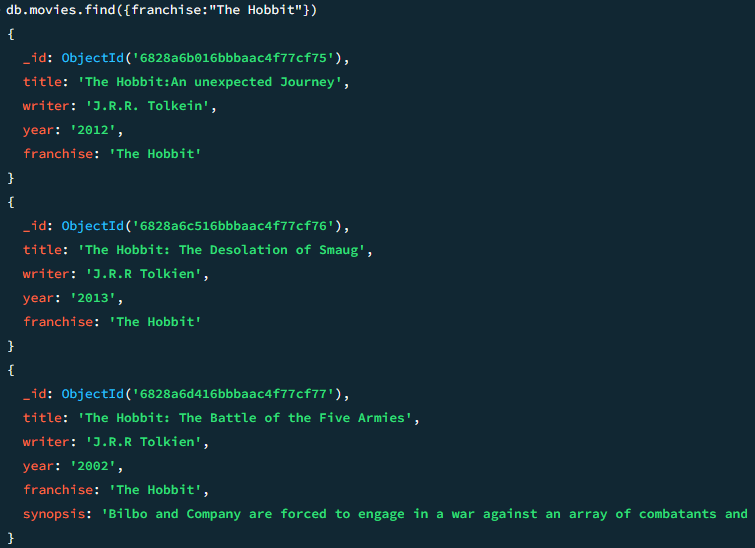 db.movies.find({franchise:"The Hobbit"})
{
_id: ObjectId('6828a6b016bbbaac4f77cf75'),
title: 'The Hobbit:An unexpected Journey',
writer: 'J.R.R. Tolkein',
year: '2012',
franchise: 'The Hobbit'
}
{
_id: ObjectId('6828a6c516bbbaac4f77cf76'),
title: 'The Hobbit: The Desolation of Smaug',
writer: 'J.R.R Tolkien',
year: '2013',
franchise: 'The Hobbit'
}
{
_id: ObjectId('6828a6d416bbbaac4f77cf77'),
title: 'The Hobbit: The Battle of the Five Armies',
writer: 'J.R.R Tolkien',
year: '2002',
franchise: 'The Hobbit',
synopsis: 'Bilbo and Company are forced to engage in a war against an array of combatants and
}